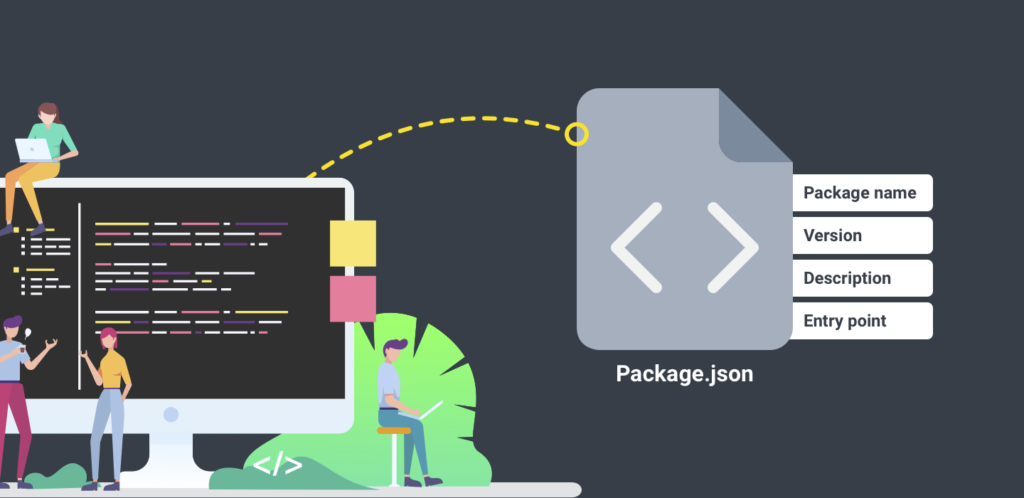 Package name
Version
Description
Entry point
Package.json
</>